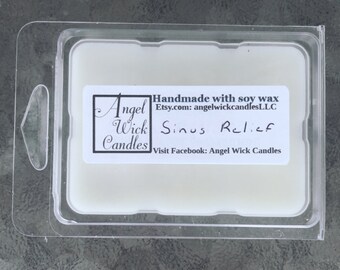 Angel
Wick
Candles
Handmade with soy wax
Etsy.com: angelwickcandlesLLC
Sinus Relief
Visit Facebook: Angel Wick Candles